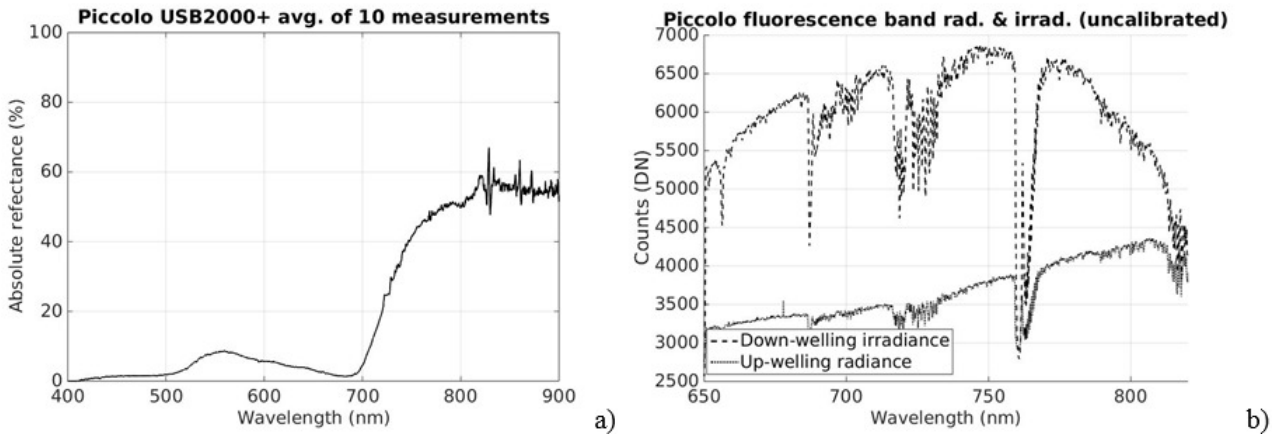 Piccolo USB2000+ avg. of 10 measurements
100
80
60
40
20
0
Absolute refectance (%)
400 500 600 700 800 900
Wavelength (nm)
a)
Piccolo fluorescence band rad. & irrad. (uncalibrated)
7000
6500
6000
5500
5000
4500
4000
3500
3000
2500
Counts (DN)
Down-welling irradiance
Up-welling radiance
650 700 750 800
Wavelength (nm)
b)